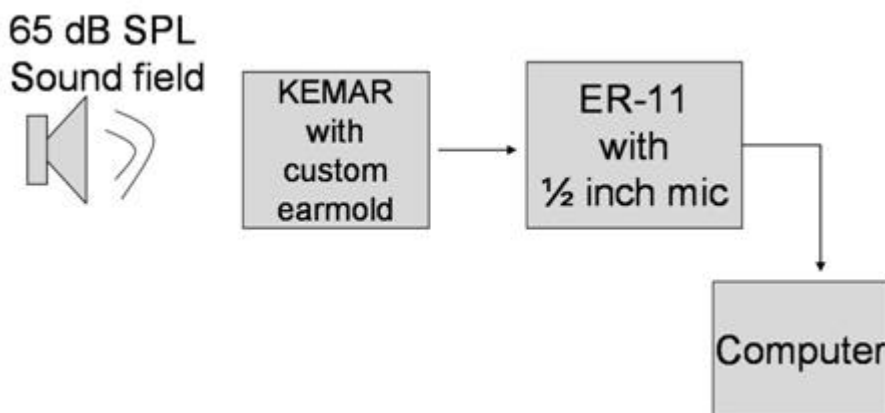 65 dB SPL
Sound field
KEMAR
with
custom
earmold
ER-11
with
½ inch mic
Computer